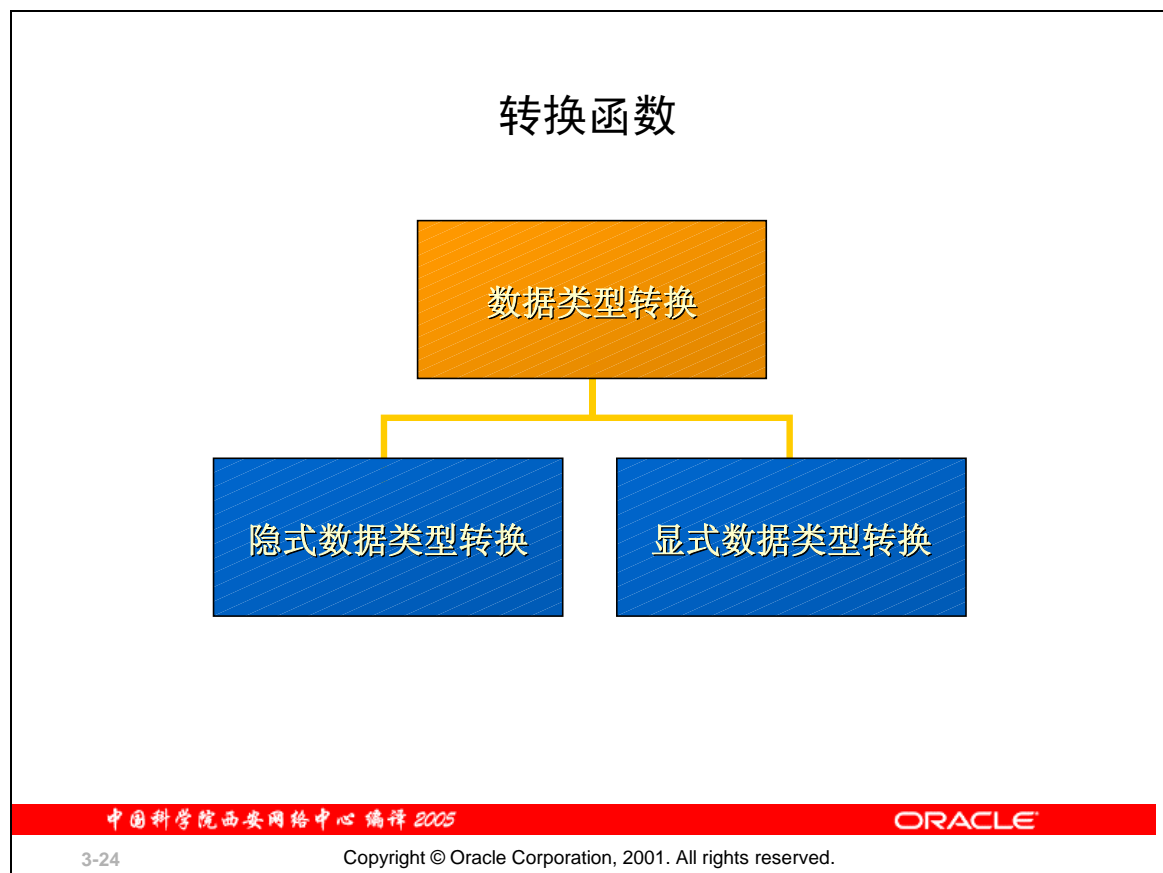 转换函数
数据类型转换
隐式数据类型转换
显式数据类型转换
中国科学院西安网络中心 编译 2005
ORACLE
3-24
Copyright © Oracle Corporation, 2001. All rights reserved.